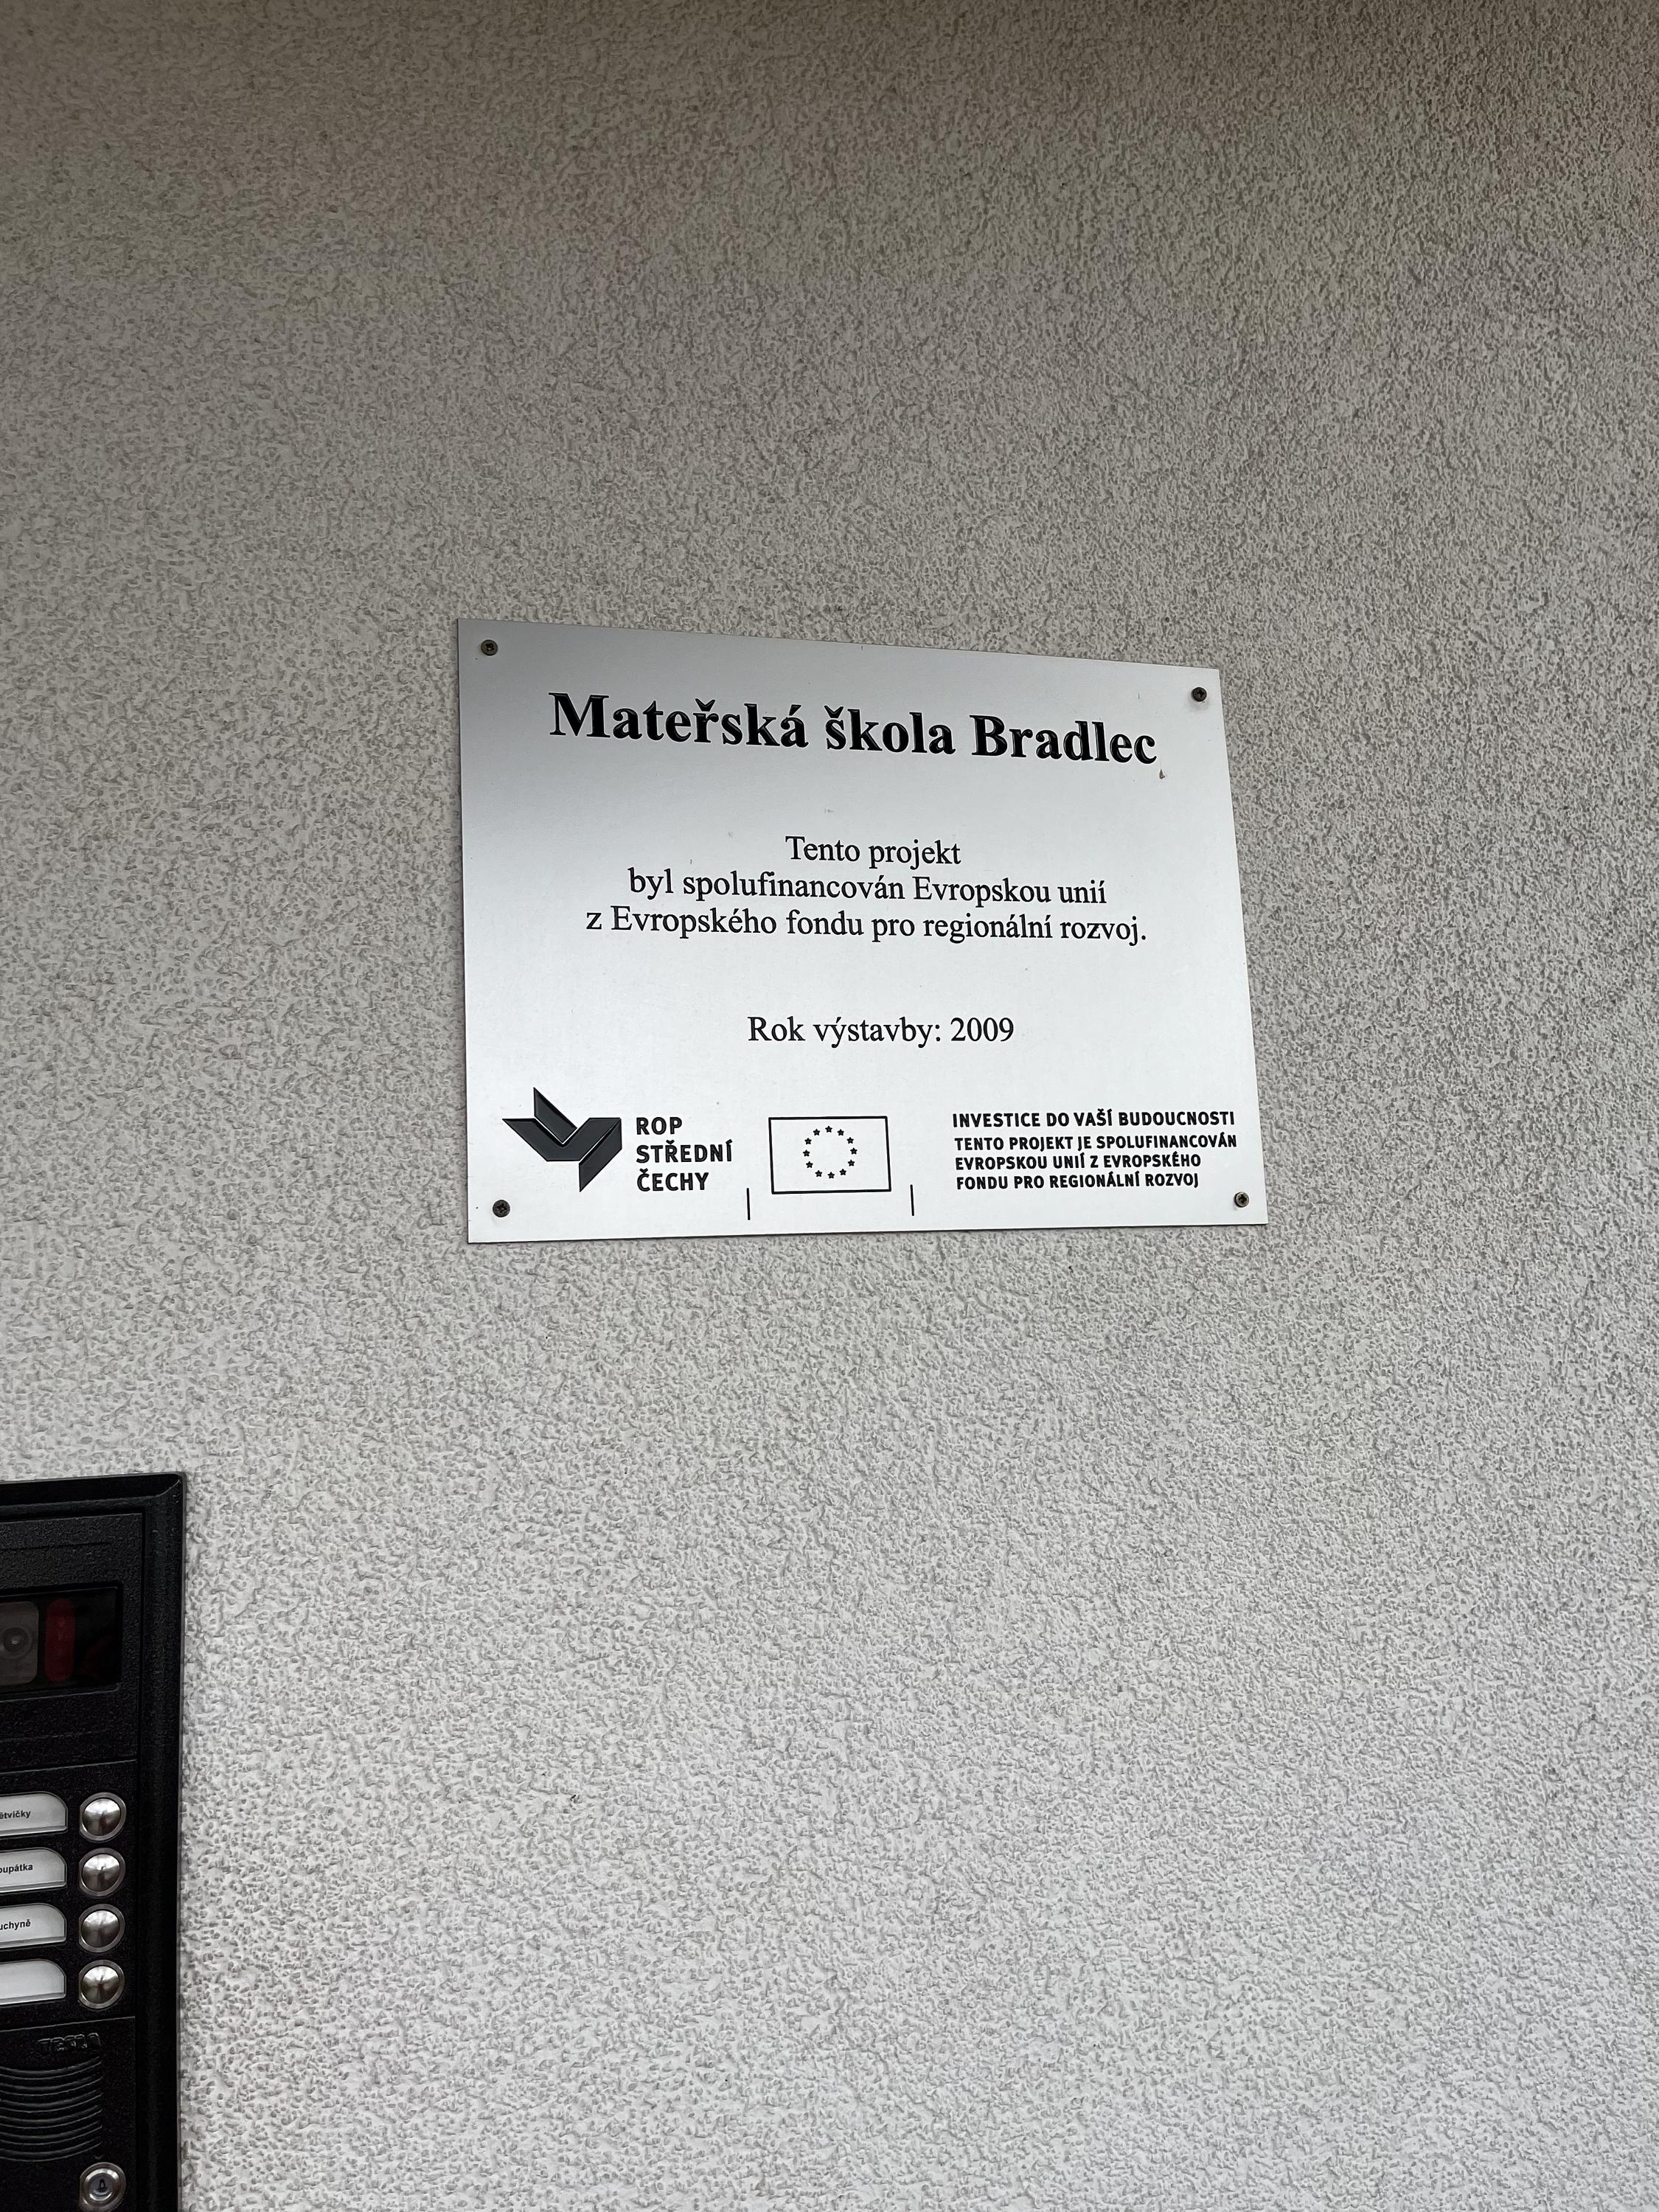 Mateřská škola Bradlec
Tento projekt
byl spolufinancován Evropskou unií
z Evropského fondu pro regionální rozvoj.
Rok výstavby: 2009
ROP
STŘEDNÍ
ČECHY
INVESTICE DO VAŠÍ BUDOUCNOSTI
TENTO PROJEKT JE SPOLUFINANCOVÁN
EVROPSKOU UNIÍ Z EVROPSKÉHO
FONDU PRO REGIONÁLNÍ ROZVOJ
TESLA